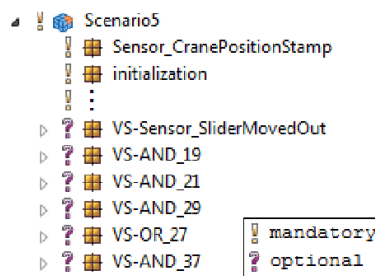 Scenario5
Sensor_CranePositionStamp
initialization
⋮
VS-Sensor_SliderMovedOut
VS-AND_19
VS-AND_21
VS-AND_29
VS-OR_27
VS-AND_37
! mandatory
? optional